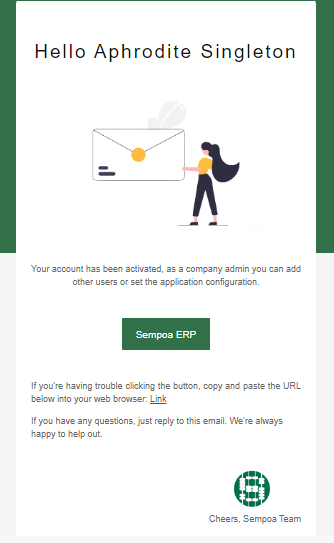 Hello Aphrodite Singleton
Your account has been activated, as a company admin you can add
other users or set the application configuration.
Sempoa ERP
If you're having trouble clicking the button, copy and paste the URL
below into your web browser: Link
If you have any questions, just reply to this email. We're always
happy to help out.
Cheers, Sempoa Team